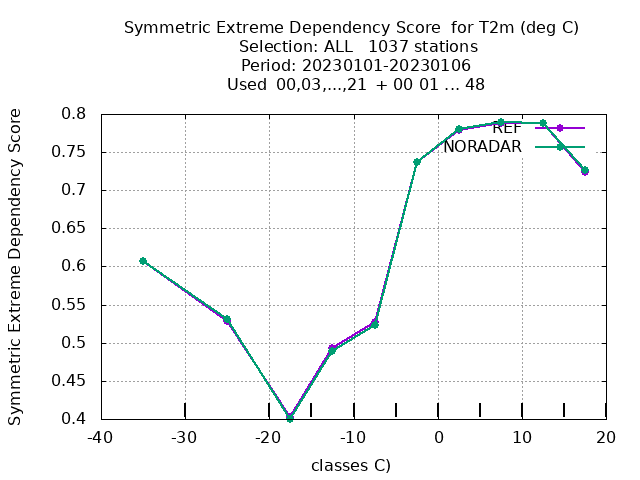 Symmetric Extreme Dependency Score  for T2m (deg C)
Selection: ALL   1037 stations
Period: 20230101-20230106
Used  00,03,...,21  + 00 01 ... 48
Symmetric Extreme Dependency Score
0.8
0.75
0.7
0.65
0.6
0.55
0.5
0.45
0.4
REF
NORADAR
-40 -30 -20 -10 0 10 20
classes C)